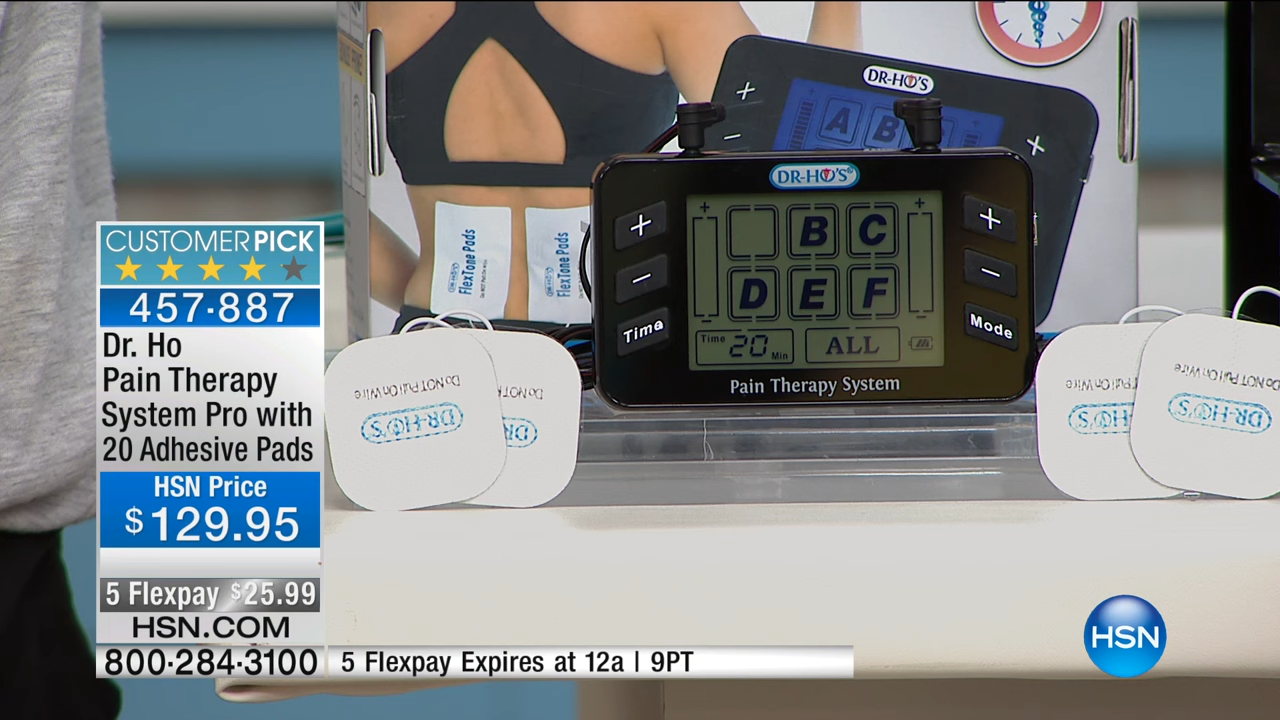 CUSTOMER PICK
457-887
Dr. Ho
Pain Therapy
System Pro with
20 Adhesive Pads
HSN Price
$129.95
5 Flexpay $25.99
HSN.COM
800·284·3100
5 Flexpay Expires at 12a | 9PT
HSN
DR-HO'S
A B
+
−
+
DR-HO'S
FlexTone Pads
DR-HO'S
FlexTone Pads
DR-HO'S®
+
−
Time
+
−
Mode
+ +
B C
D E F
− −
Time 20 Min
ALL
Pain Therapy System
Do NOT Pull On Wire
DR-HO'S
Do NOT Pull On Wire
DR-HO'S